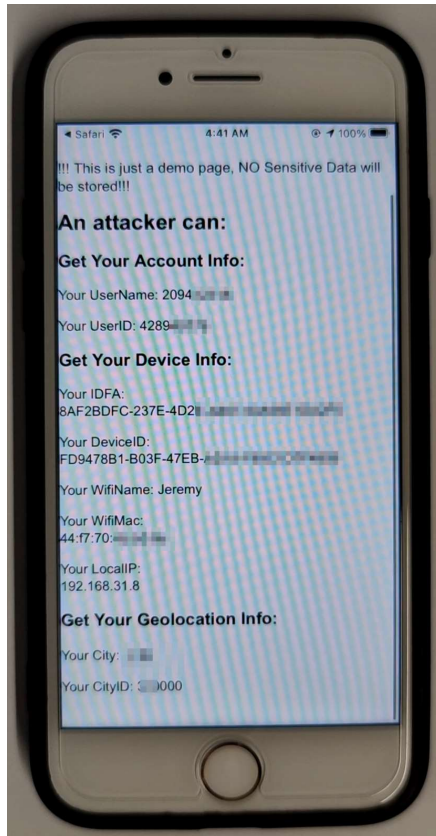 Safari 4:41 AM 100%
!!! This is just a demo page, NO Sensitive Data will
be stored!!!
An attacker can:
Get Your Account Info:
Your UserName: 2094
Your UserID: 4289
Get Your Device Info:
Your IDFA:
8AF2BDFC-237E-4D2
Your DeviceID:
FD9478B1-B03F-47EB-
Your WifiName: Jeremy
Your WifiMac:
44:f7:70:
Your LocalIP:
192.168.31.8
Get Your Geolocation Info:
Your City:
Your CityID: 0000